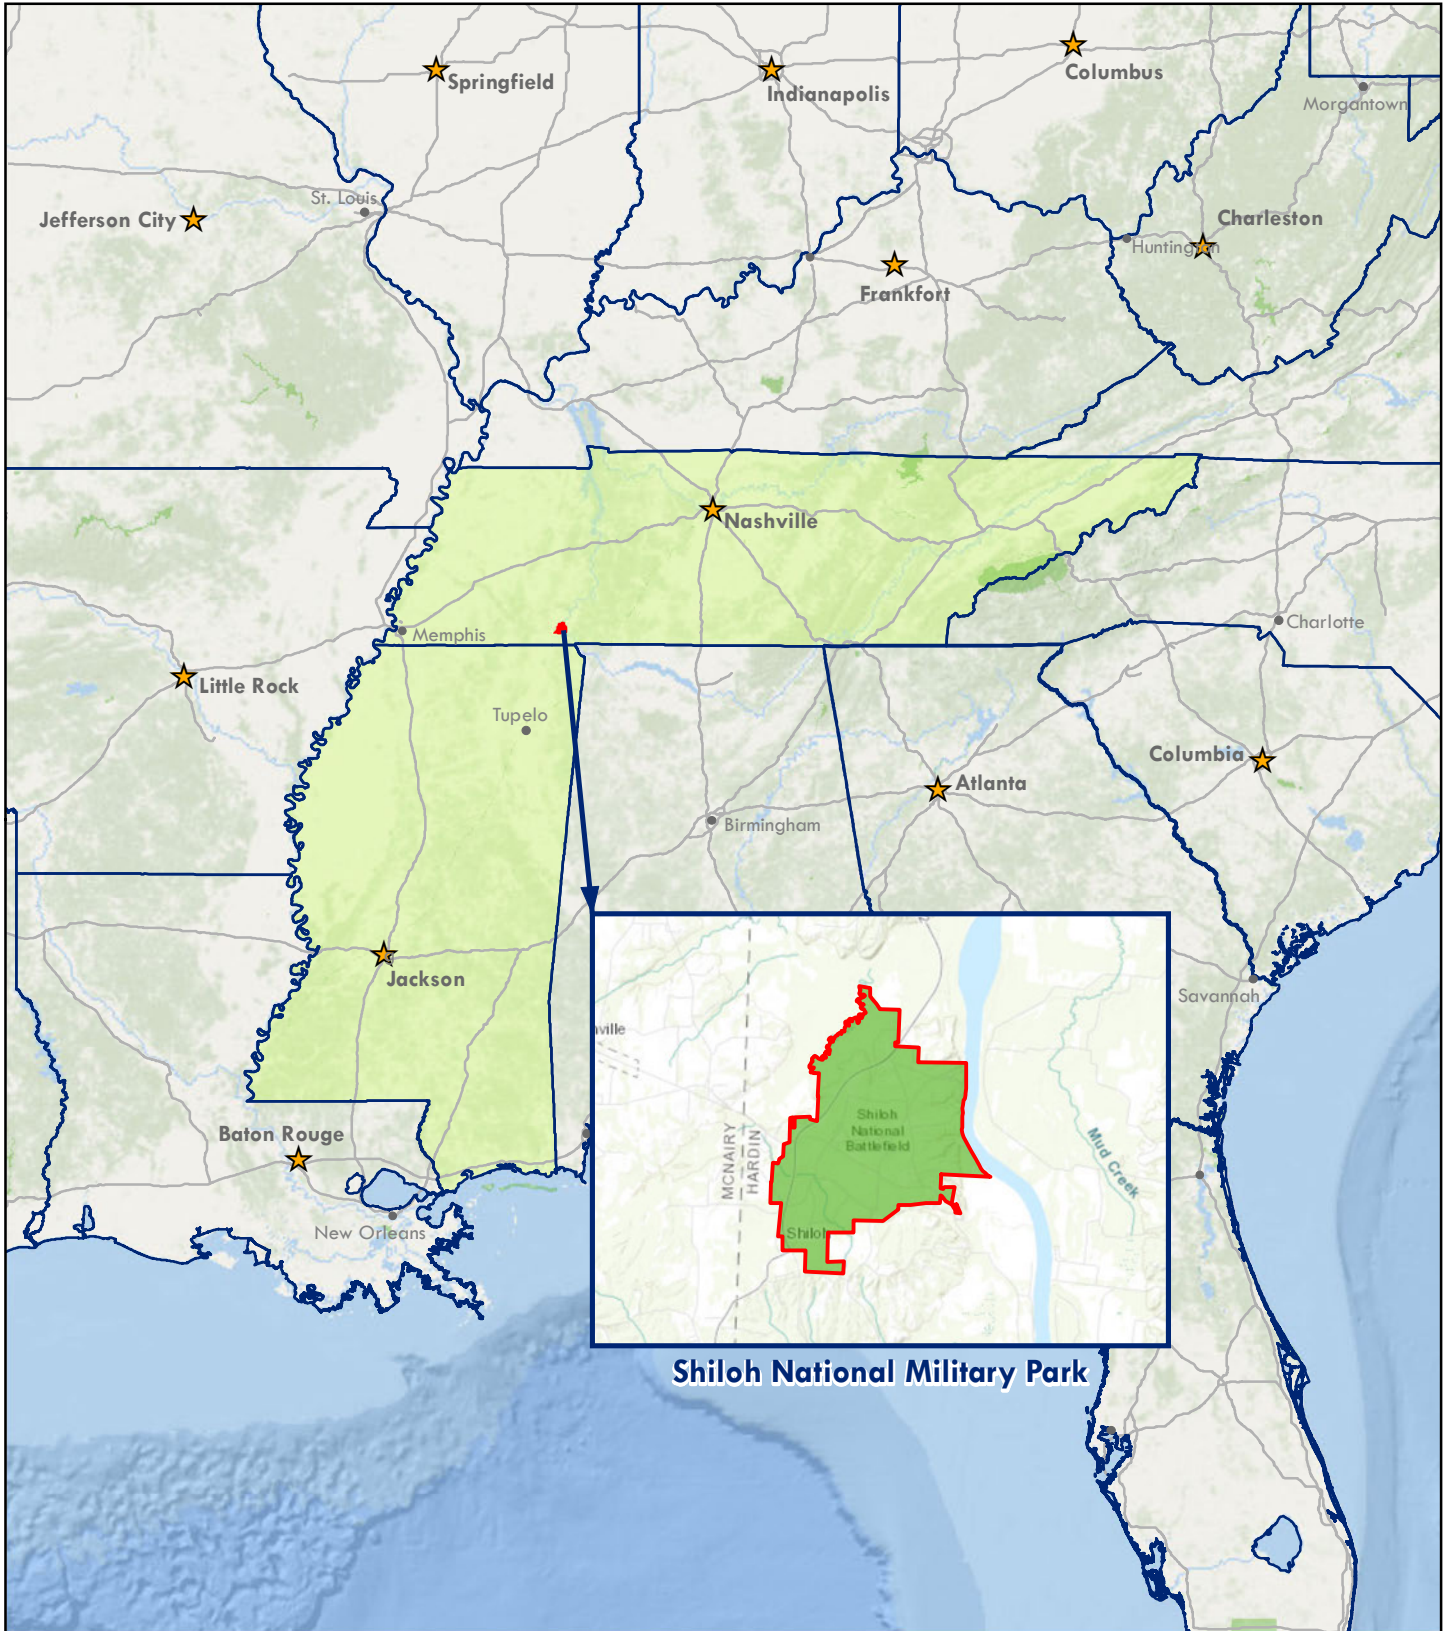 Springfield
Indianapolis
Columbus
Morgantown
St. Louis
Jefferson City
Charleston
Huntington
Frankfort
Nashville
Memphis
Charlotte
Little Rock
Tupelo
Columbia
Atlanta
Birmingham
Jackson
Savannah
ville
Shiloh
National
Battlefield
MCNAIRY
HARDIN
Mud Creek
Baton Rouge
New Orleans
Shiloh
Shiloh National Military Park